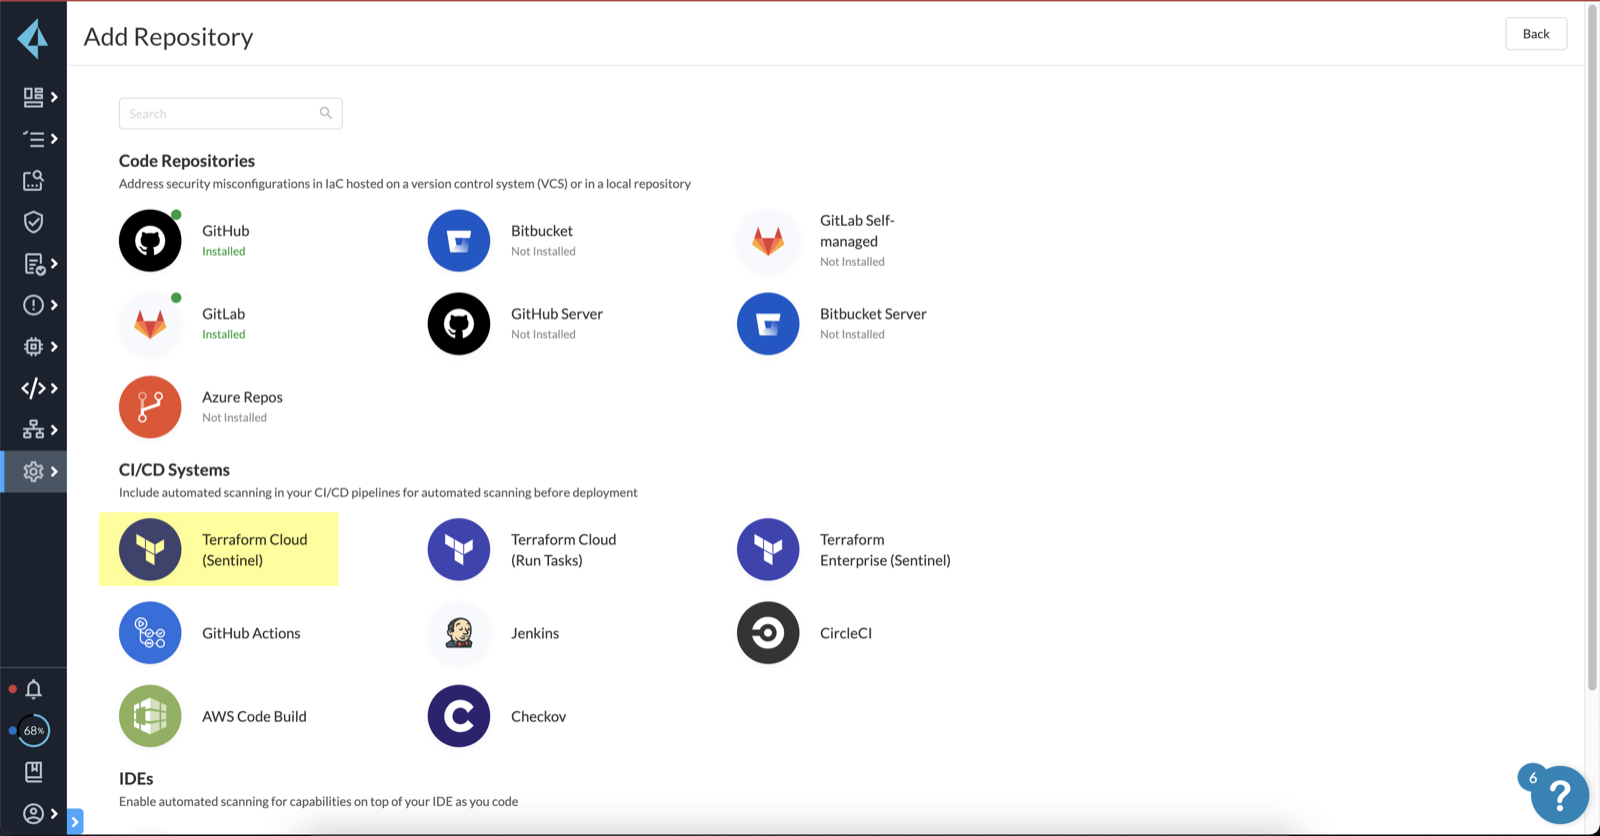 Add Repository
Back
Search
Code Repositories
Address security misconfigurations in IaC hosted on a version control system (VCS) or in a local repository
GitHub
Installed
Bitbucket
Not Installed
GitLab Self-
managed
Not Installed
GitLab
Installed
GitHub Server
Not Installed
Bitbucket Server
Not Installed
Azure Repos
Not Installed
CI/CD Systems
Include automated scanning in your CI/CD pipelines for automated scanning before deployment
Terraform Cloud
(Sentinel)
Terraform Cloud
(Run Tasks)
Terraform
Enterprise (Sentinel)
GitHub Actions
Jenkins
CircleCI
AWS Code Build
Checkov
IDEs
Enable automated scanning for capabilities on top of your IDE as you code
68%
6
?